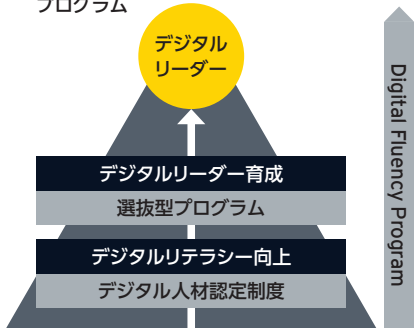 プログラム
デジタル
リーダー
デジタルリーダー育成
選抜型プログラム
デジタルリテラシー向上
デジタル人材認定制度
Digital Fluency Program